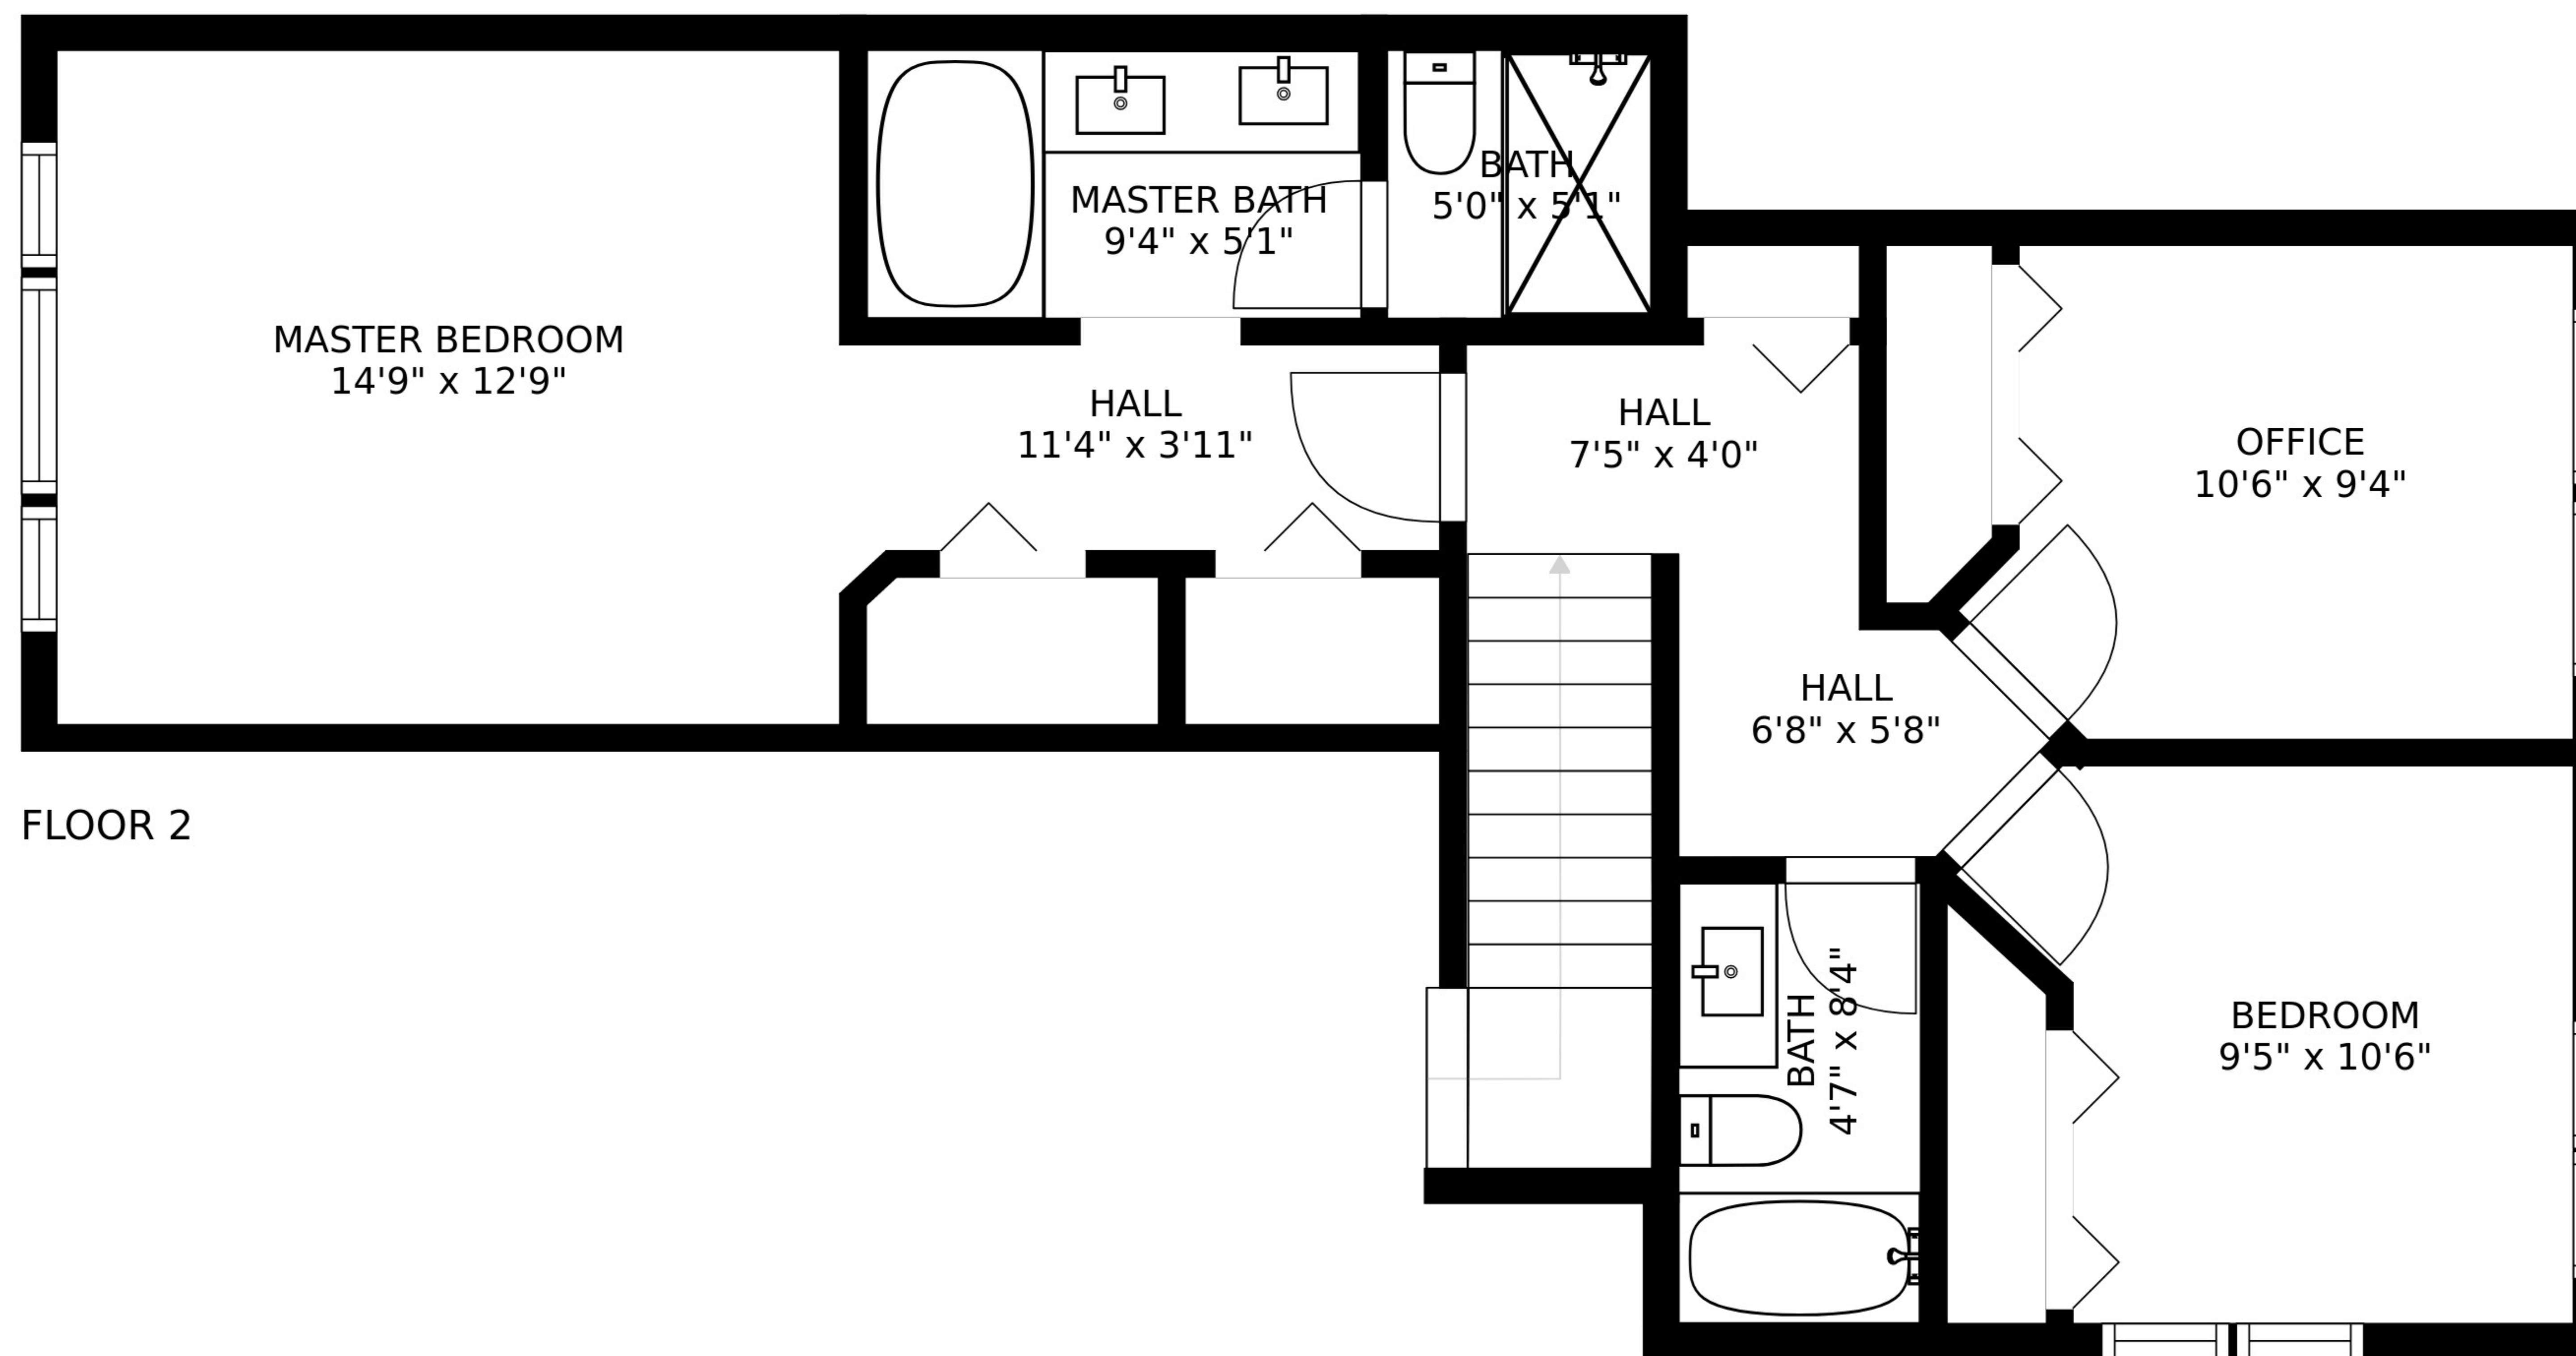 MASTER BEDROOM
14'9" x 12'9"
MASTER BATH
9'4" x 5'1"
BATH
5'0" x 5'1"
HALL
11'4" x 3'11"
HALL
7'5" x 4'0"
OFFICE
10'6" x 9'4"
HALL
6'8" x 5'8"
FLOOR 2
BATH
4'7" x 8'4"
BEDROOM
9'5" x 10'6"